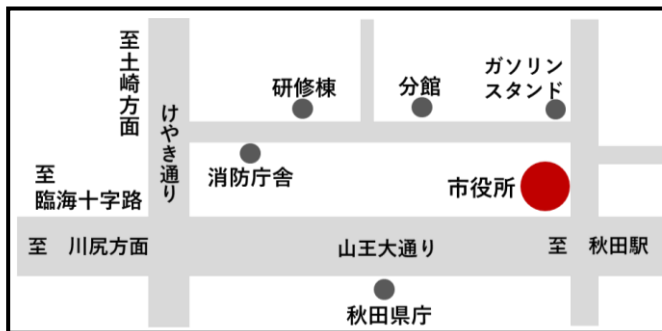 至土崎方面
けやき通り
研修棟
分館
ガソリン
スタンド
消防庁舎
至
臨海十字路
市役所
至 川尻方面
山王大通り
至 秋田駅
秋田県庁